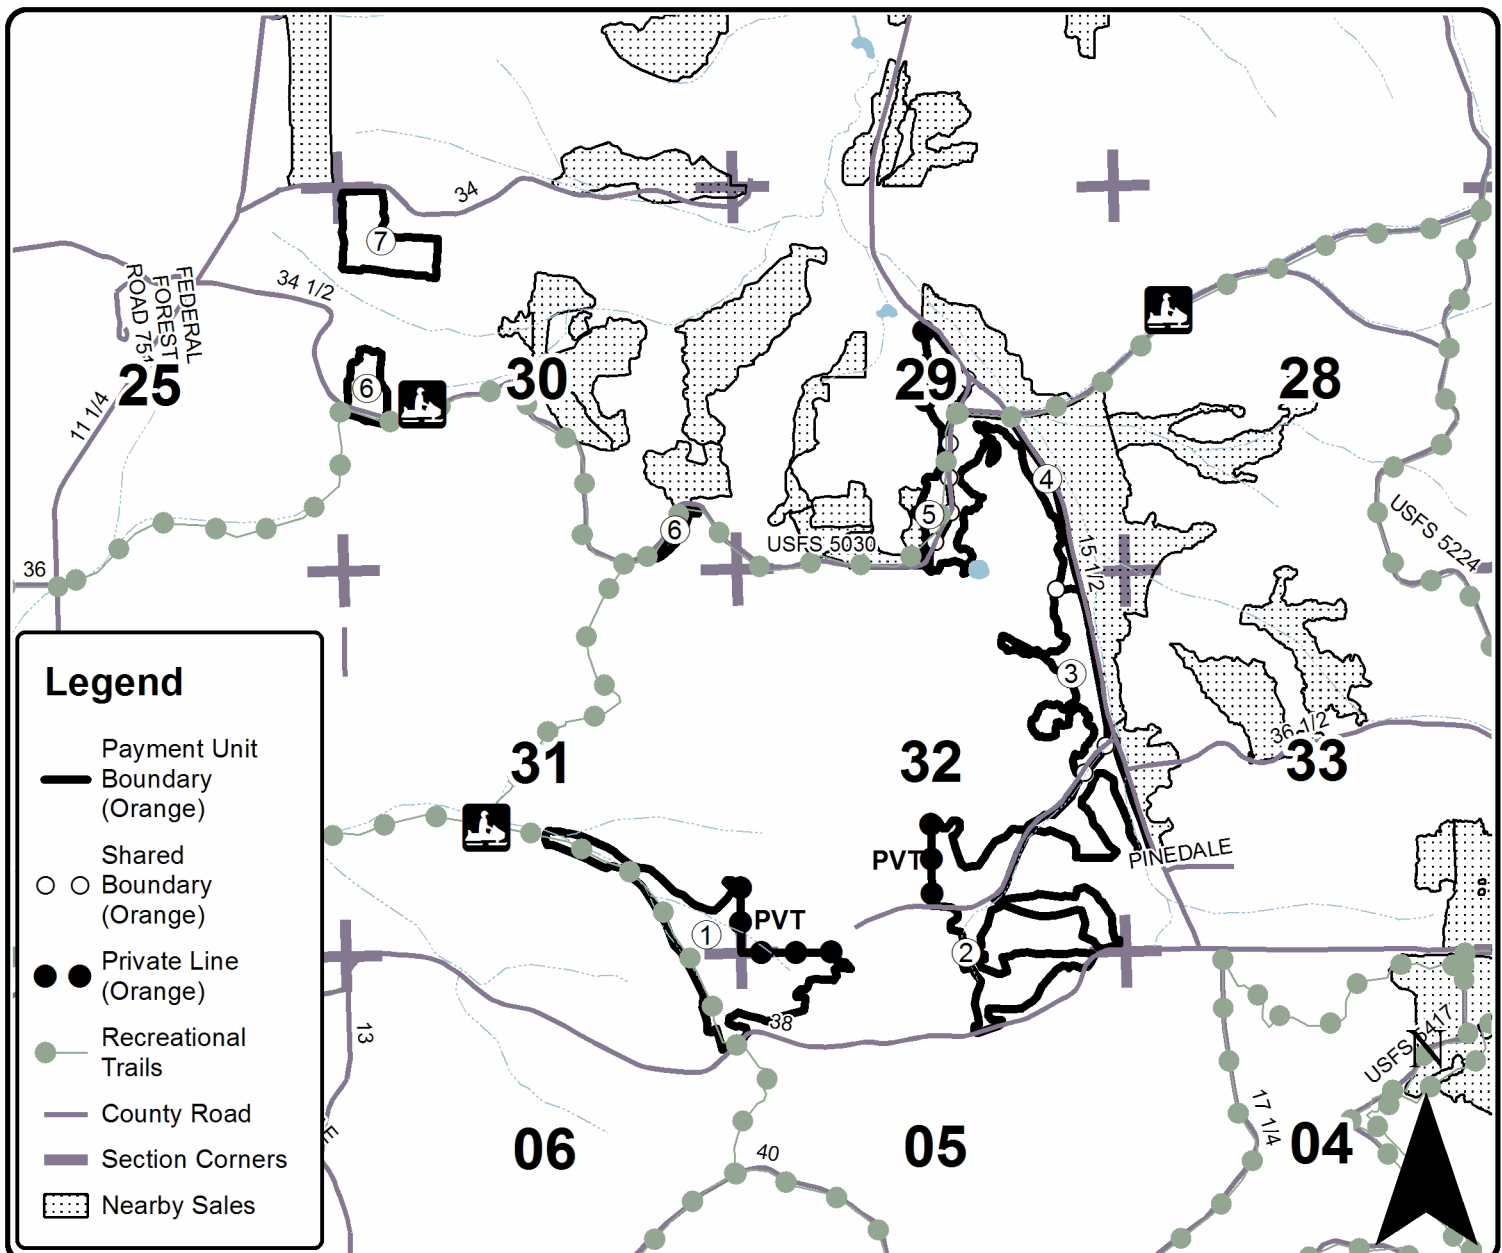 34
7
34 1/2
FEDERAL
FOREST
ROAD 751
25
30
29
28
6
11 1/4
4
6
5
USFS 5030
15 1/2
USFS 5224
36
3
31
32
36 1/2
33
PVT
PINEDALE
PVT
1
2
38
13
USFS 5417
N
17 1/4
06
05
04
40
Legend
Payment Unit
Boundary
(Orange)
Shared
Boundary
(Orange)
Private Line
(Orange)
Recreational
Trails
County Road
Section Corners
Nearby Sales